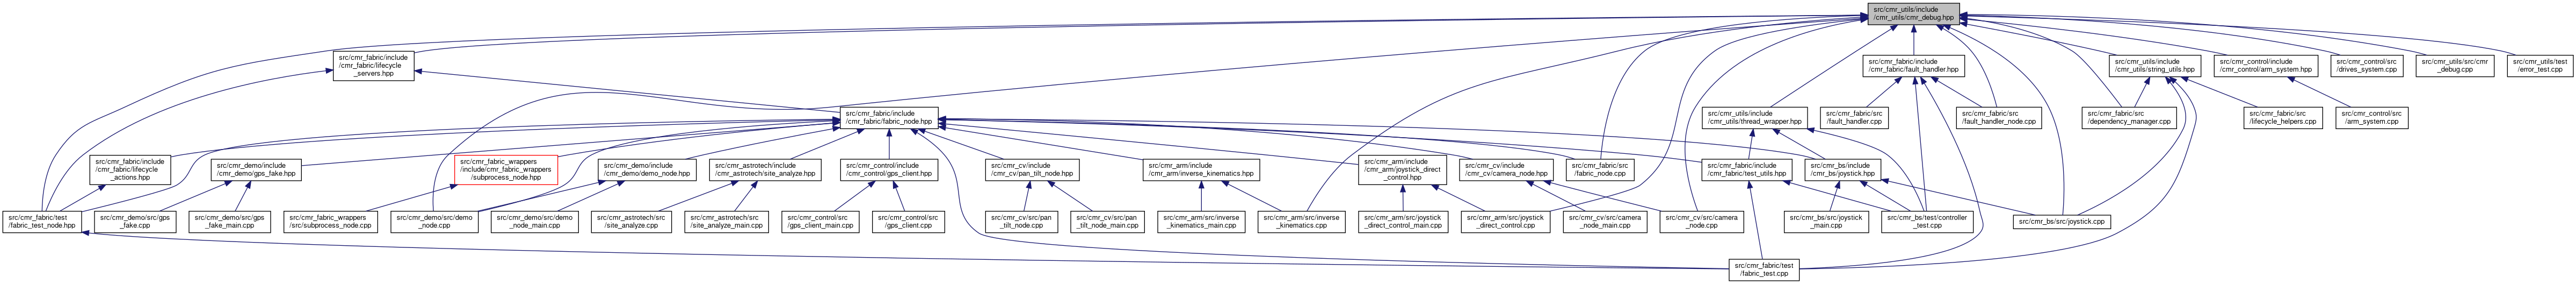 src/cmr_utils/include
/cmr_utils/cmr_debug.hpp
src/cmr_fabric/include
/cmr_fabric/lifecycle
_servers.hpp
src/cmr_fabric/include
/cmr_fabric/fault_handler.hpp
src/cmr_utils/include
/cmr_utils/string_utils.hpp
src/cmr_control/include
/cmr_control/arm_system.hpp
src/cmr_control/src
/drives_system.cpp
src/cmr_utils/src/cmr
_debug.cpp
src/cmr_utils/test
/error_test.cpp
src/cmr_fabric/include
/cmr_fabric/fabric_node.hpp
src/cmr_utils/include
/cmr_utils/thread_wrapper.hpp
src/cmr_fabric/src
/fault_handler.cpp
src/cmr_fabric/src
/fault_handler_node.cpp
src/cmr_fabric/src
/dependency_manager.cpp
src/cmr_fabric/src
/lifecycle_helpers.cpp
src/cmr_control/src
/arm_system.cpp
src/cmr_fabric/include
/cmr_fabric/lifecycle
_actions.hpp
src/cmr_demo/include
/cmr_demo/gps_fake.hpp
src/cmr_fabric_wrappers
/include/cmr_fabric_wrappers
/subprocess_node.hpp
src/cmr_demo/include
/cmr_demo/demo_node.hpp
src/cmr_astrotech/include
/cmr_astrotech/site_analyze.hpp
src/cmr_control/include
/cmr_control/gps_client.hpp
src/cmr_cv/include
/cmr_cv/pan_tilt_node.hpp
src/cmr_arm/include
/cmr_arm/inverse_kinematics.hpp
src/cmr_arm/include
/cmr_arm/joystick_direct
_control.hpp
src/cmr_cv/include
/cmr_cv/camera_node.hpp
src/cmr_fabric/src
/fabric_node.cpp
src/cmr_fabric/include
/cmr_fabric/test_utils.hpp
src/cmr_bs/include
/cmr_bs/joystick.hpp
src/cmr_fabric/test
/fabric_test_node.hpp
src/cmr_demo/src/gps
_fake.cpp
src/cmr_demo/src/gps
_fake_main.cpp
src/cmr_fabric_wrappers
/src/subprocess_node.cpp
src/cmr_demo/src/demo
_node.cpp
src/cmr_demo/src/demo
_node_main.cpp
src/cmr_astrotech/src
/site_analyze.cpp
src/cmr_astrotech/src
/site_analyze_main.cpp
src/cmr_control/src
/gps_client_main.cpp
src/cmr_control/src
/gps_client.cpp
src/cmr_cv/src/pan
_tilt_node.cpp
src/cmr_cv/src/pan
_tilt_node_main.cpp
src/cmr_arm/src/inverse
_kinematics_main.cpp
src/cmr_arm/src/inverse
_kinematics.cpp
src/cmr_arm/src/joystick
_direct_control_main.cpp
src/cmr_arm/src/joystick
_direct_control.cpp
src/cmr_cv/src/camera
_node_main.cpp
src/cmr_cv/src/camera
_node.cpp
src/cmr_bs/src/joystick
_main.cpp
src/cmr_bs/test/controller
_test.cpp
src/cmr_bs/src/joystick.cpp
src/cmr_fabric/test
/fabric_test.cpp